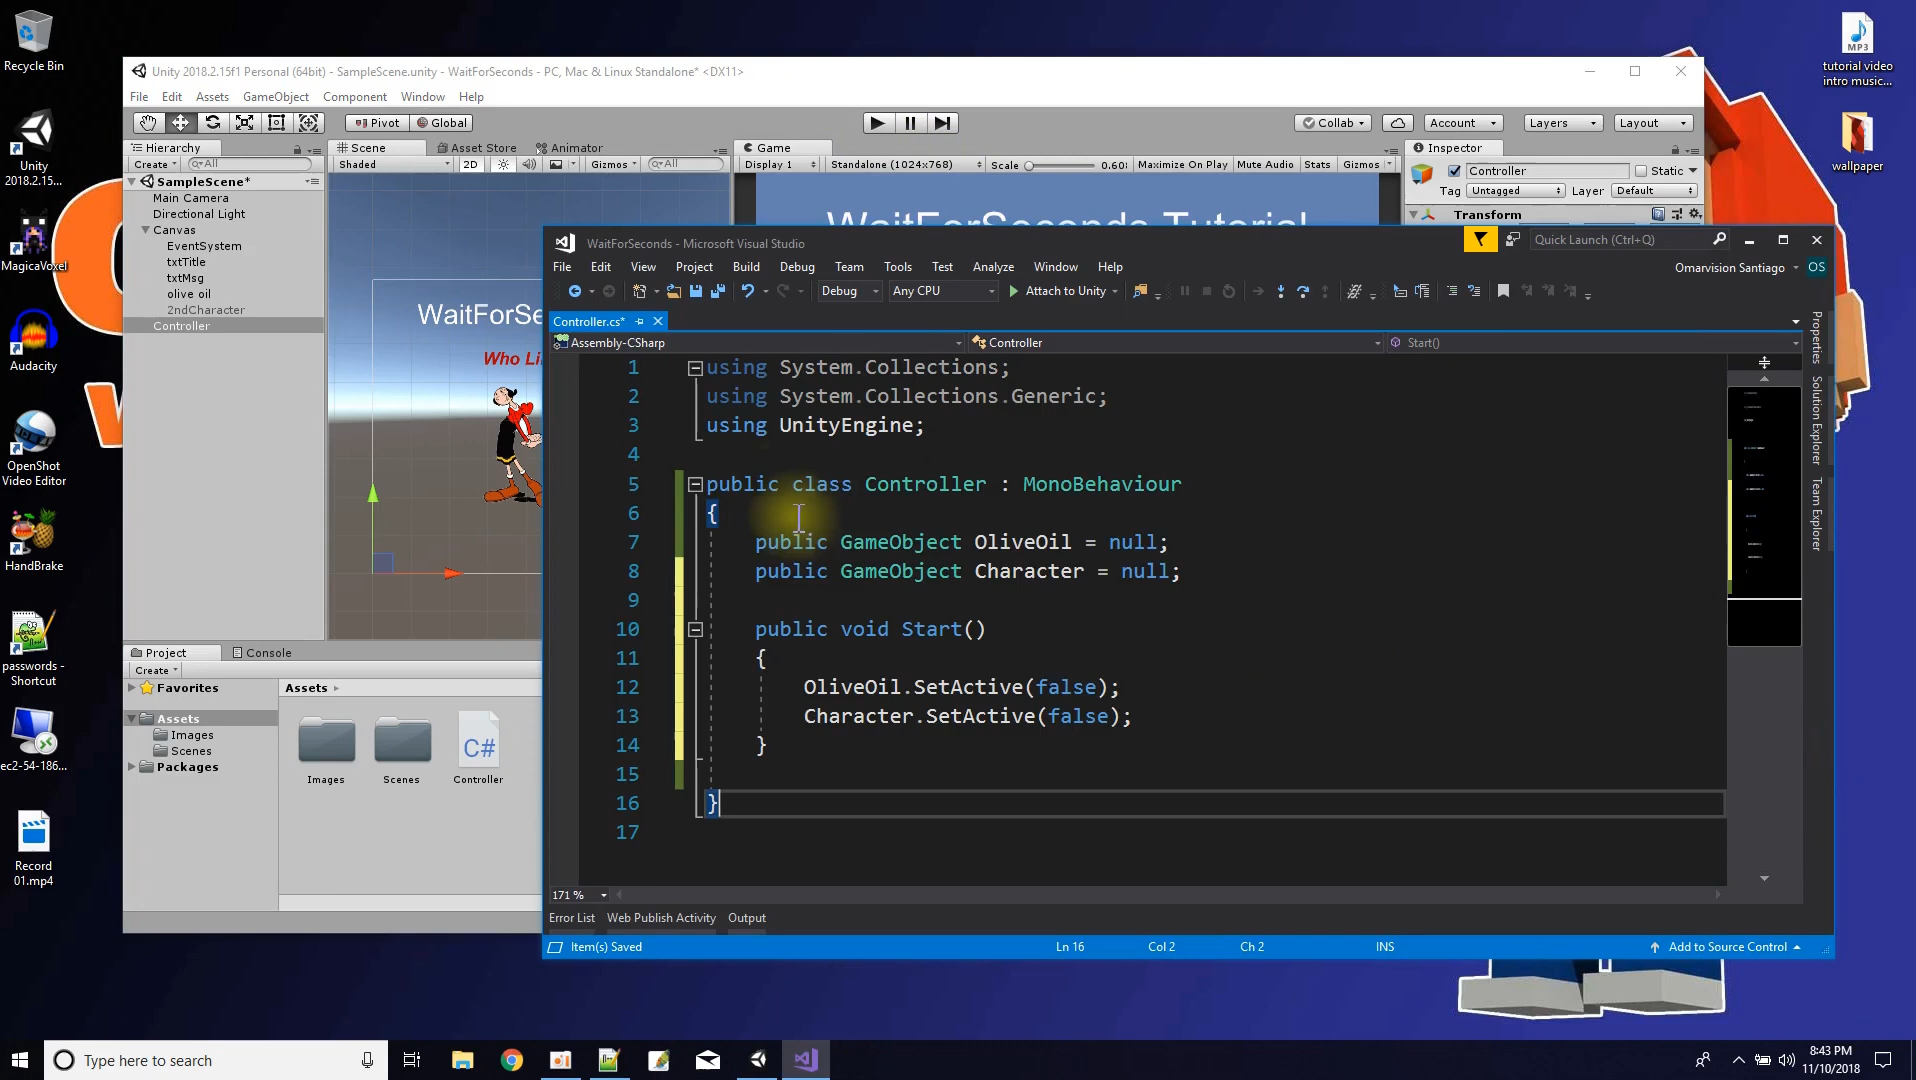 Recycle Bin
Unity
2018.2.15...
MagicaVoxel
Audacity
OpenShot
Video Editor
HandBrake
passwords -
Shortcut
ec2-54-186...
Record
01.mp4
MP3
tutorial video
intro music...
wallpaper
Unity 2018.2.15f1 Personal (64bit) - SampleScene.unity - WaitForSeconds - PC, Mac & Linux Standalone* <DX11>
File Edit Assets GameObject Component Window Help
Pivot Global Collab Account Layers Layout
Hierarchy
Create All
SampleScene*
Main Camera
Directional Light
Canvas
EventSystem
txtTitle
txtMsg
olive oil
2ndCharacter
Controller
Scene Asset Store Animator
Shaded 2D Gizmos All
WaitForSe
Who Li
Game
Display 1 Standalone (1024x768) Scale 0.60: Maximize On Play Mute Audio Stats Gizmos
WaitForSeconds Tutorial
Inspector
Controller Static
Tag Untagged Layer Default
Transform
Project Console
Create
Favorites
Assets
Images
Scenes
Packages
Assets
Images
Scenes
C#
Controller
WaitForSeconds - Microsoft Visual Studio
Quick Launch (Ctrl+Q)
File Edit View Project Build Debug Team Tools Test Analyze Window Help
Omarvision Santiago OS
Debug Any CPU Attach to Unity
Controller.cs*
Assembly-CSharp Controller Start()
1 using System.Collections;
2 using System.Collections.Generic;
3 using UnityEngine;
4
5 public class Controller : MonoBehaviour
6 {
7 public GameObject OliveOil = null;
8 public GameObject Character = null;
9
10 public void Start()
11 {
12 OliveOil.SetActive(false);
13 Character.SetActive(false);
14 }
15
16 }
17
171 %
Properties
Solution Explorer
Team Explorer
Error List Web Publish Activity Output
Item(s) Saved Ln 16 Col 2 Ch 2 INS Add to Source Control
Type here to search
8:43 PM
11/10/2018